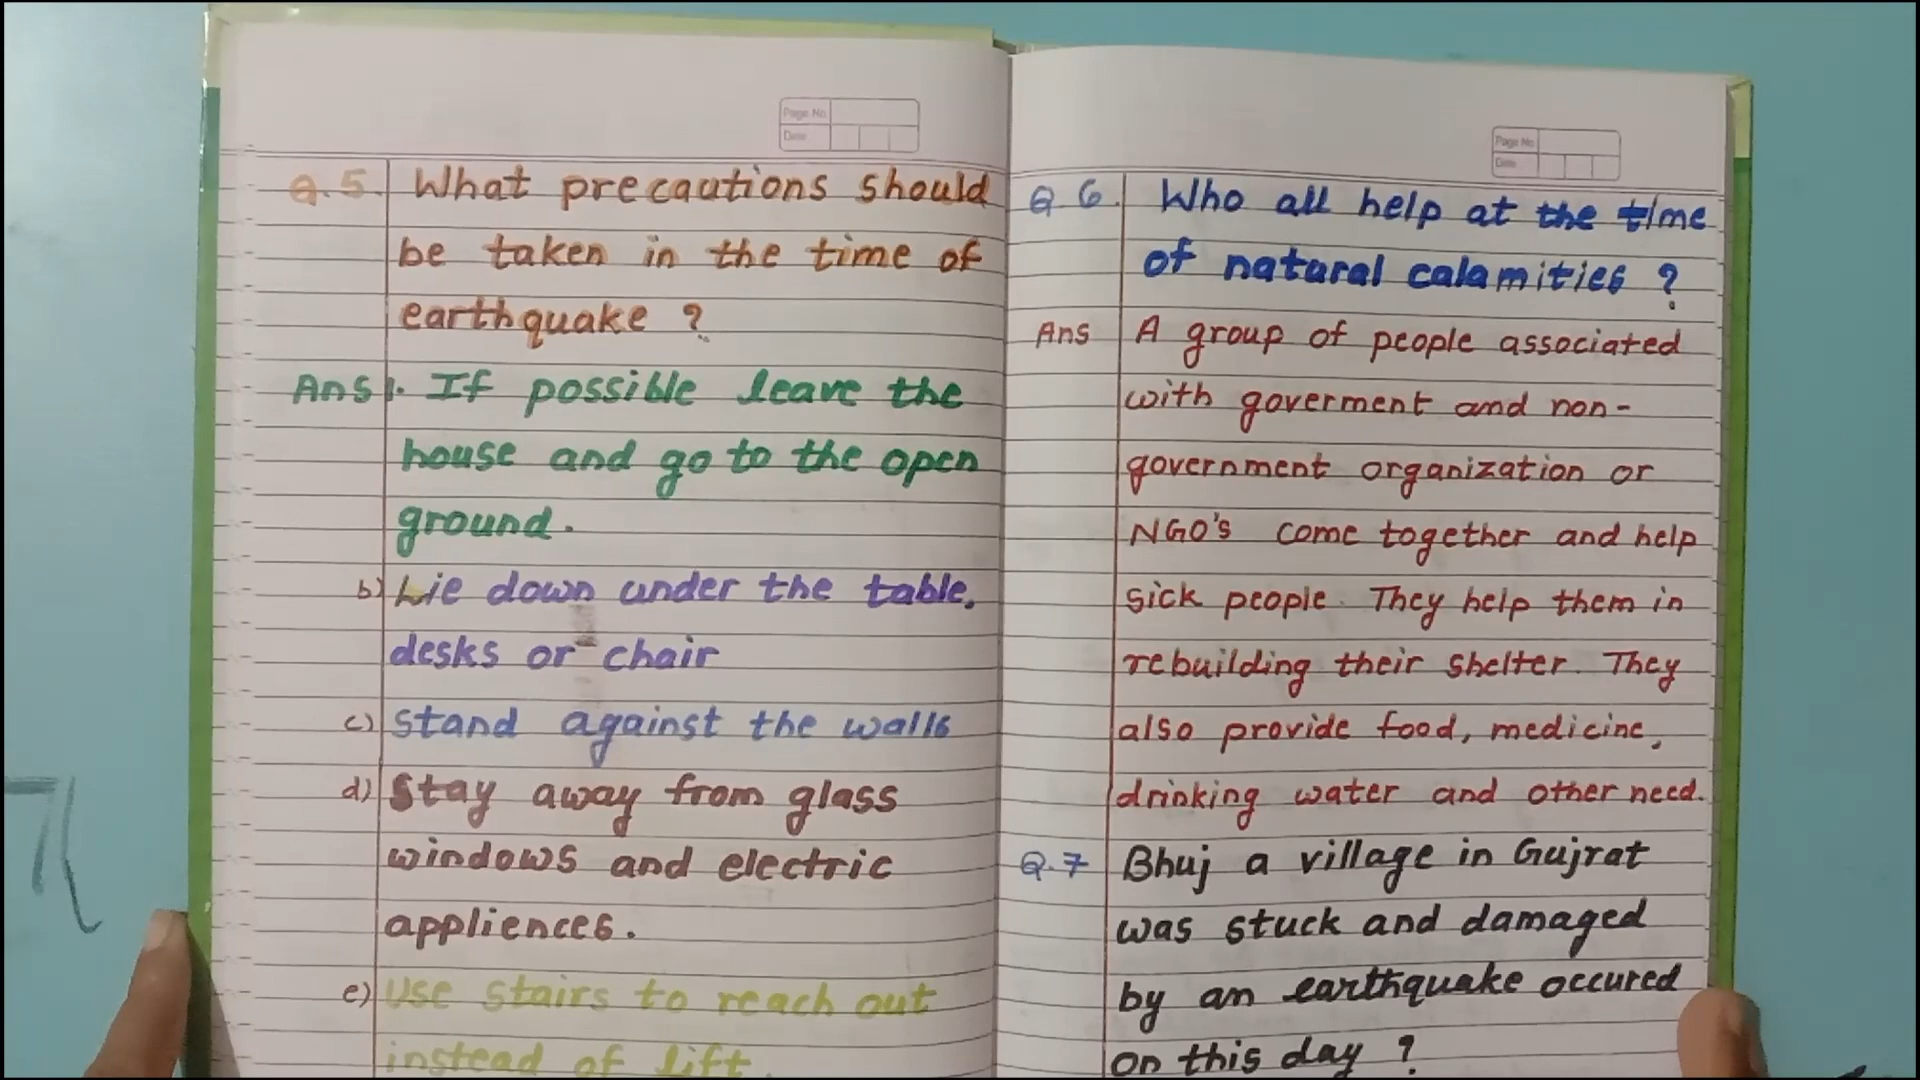 Page No.
Date
Q.5. What precautions should
be taken in the time of
earthquake ?
Ans 1. If possible leave the
house and go to the open
ground.
b) Lie down under the table,
desks or chair
c) Stand against the walls
d) Stay away from glass
windows and electric
appliences.
e) Use stairs to reach out
instead of lift.
Page No.
Date
Q 6. Who all help at the time
of natural calamities ?
Ans A group of people associated
with goverment and non-
government organization or
NGO's come together and help
sick people. They help them in
rebuilding their shelter. They
also provide food, medicine,
drinking water and other need.
Q.7 Bhuj a village in Gujrat
was stuck and damaged
by an earthquake occured
on this day ?